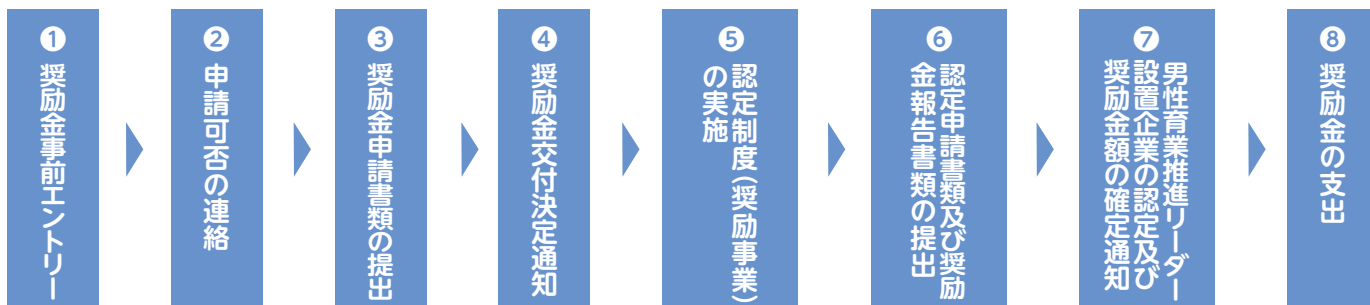 ❶
奨励金事前エントリー
❷
申請可否の連絡
❸
奨励金申請書類の提出
❹
奨励金交付決定通知
❺
認定制度(奨励事業)
の実施
❻
認定申請書類及び奨励
金報告書類の提出
❼
男性育業推進リーダー
設置企業の認定及び
奨励金額の確定通知
❽
奨励金の支出